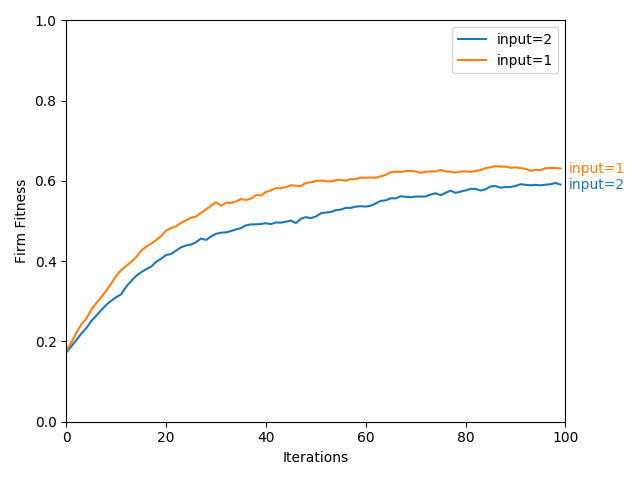 1.0
0.8
0.6
0.4
0.2
0.0
Firm Fitness
0 20 40 60 80 100
Iterations
input=2
input=1
input=1
input=2